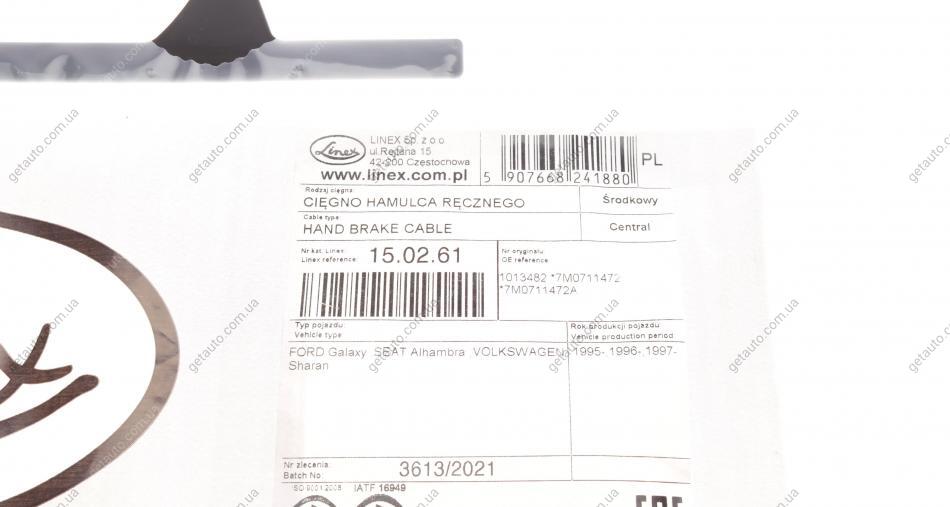 Linex
LINEX Sp. z o.o.
ul.Rędana 15
42-200 Częstochowa
www.linex.com.pl
5 907668 241880
PL
Rodzaj cięgna:
CIĘGNO HAMULCA RĘCZNEGO
Środkowy
Cable type:
HAND BRAKE CABLE
Central
Nr kat. Linex:
Linex reference:
15.02.61
Nr oryginału
OE reference
1013482 *7M0711472
*7M0711472A
Typ pojazdu:
Vehicle type
Rok produkcji pojazdu:
Vehicle production period
FORD Galaxy SEAT Alhambra VOLKSWAGEN
Sharan
1995- 1996- 1997-
Nr zlecenia:
Batch No:
3613/2021
ISO 9001:2008 IATF 16949
getauto.com.ua